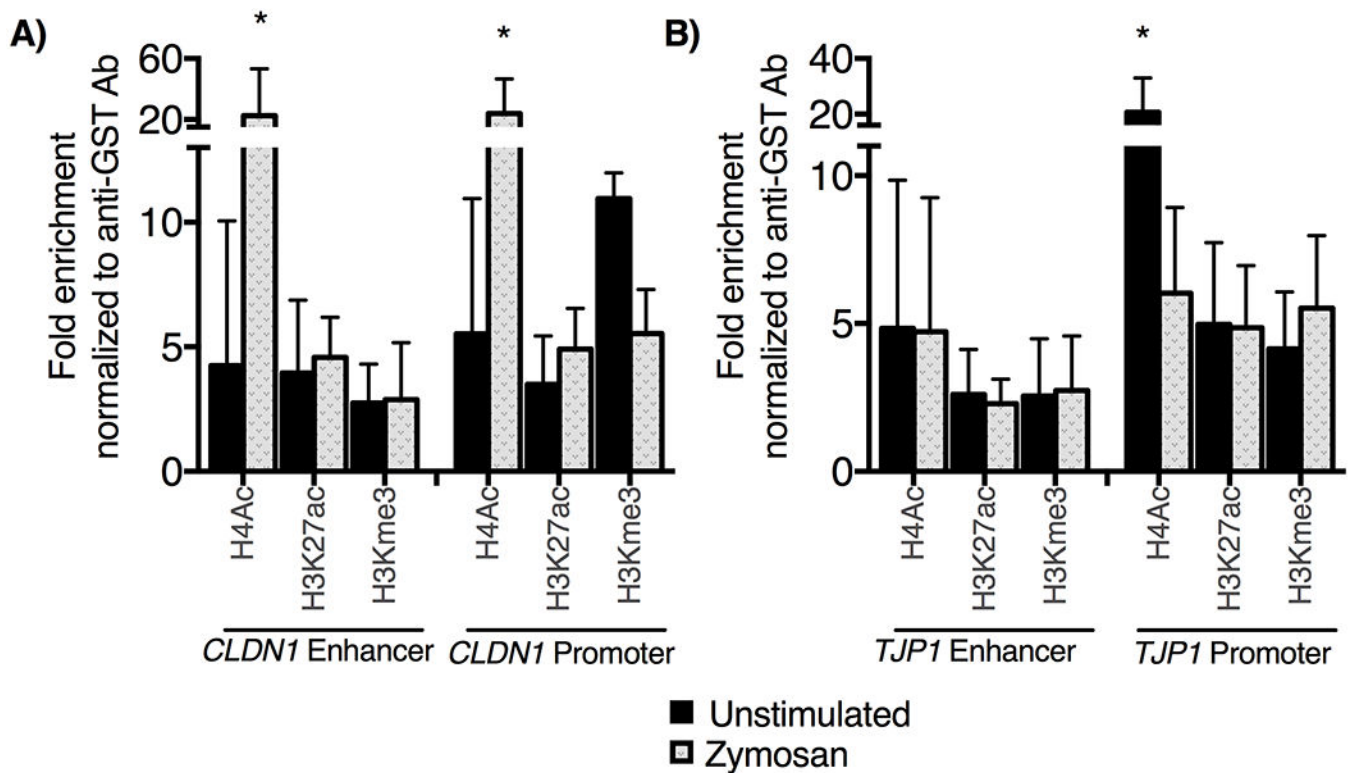 A)
*
*
Fold enrichment
normalized to anti-GST Ab
60
20
10
5
0
H4Ac
H3K27ac
H3Kme3
H4Ac
H3K27ac
H3Kme3
CLDN1 Enhancer
CLDN1 Promoter
B)
*
Fold enrichment
normalized to anti-GST Ab
40
20
10
5
0
H4Ac
H3K27ac
H3Kme3
H4Ac
H3K27ac
H3Kme3
TJP1 Enhancer
TJP1 Promoter
Unstimulated
Zymosan